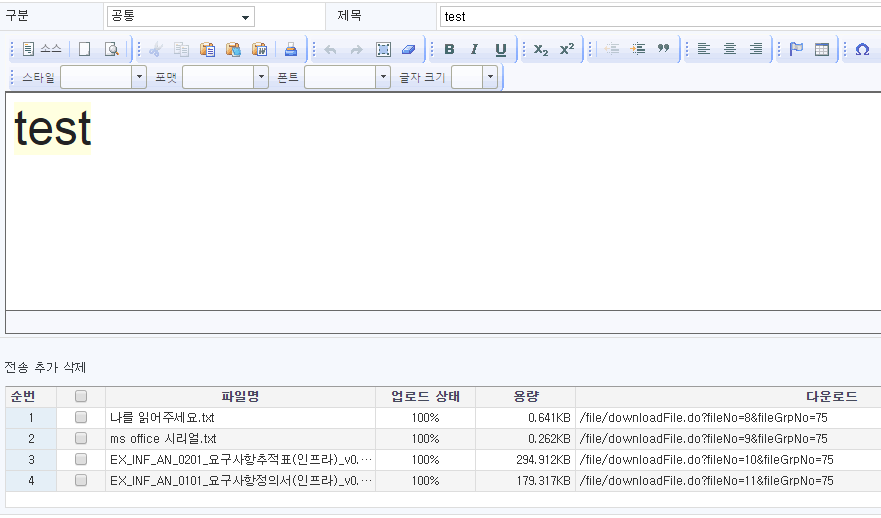 구분 공통 제목 test
소스 B I U x₂ x²
스타일 포맷 폰트 글자 크기
test
전송 추가 삭제
순번 파일명 업로드 상태 용량 다운로드
1 나를 읽어주세요.txt 100% 0.641KB /file/downloadFile.do?fileNo=8&fileGrpNo=75
2 ms office 시리얼.txt 100% 0.262KB /file/downloadFile.do?fileNo=9&fileGrpNo=75
3 EX_INF_AN_0201_요구사항추적표(인프라)_v0.… 100% 294.912KB /file/downloadFile.do?fileNo=10&fileGrpNo=75
4 EX_INF_AN_0101_요구사항정의서(인프라)_v0.… 100% 179.317KB /file/downloadFile.do?fileNo=11&fileGrpNo=75